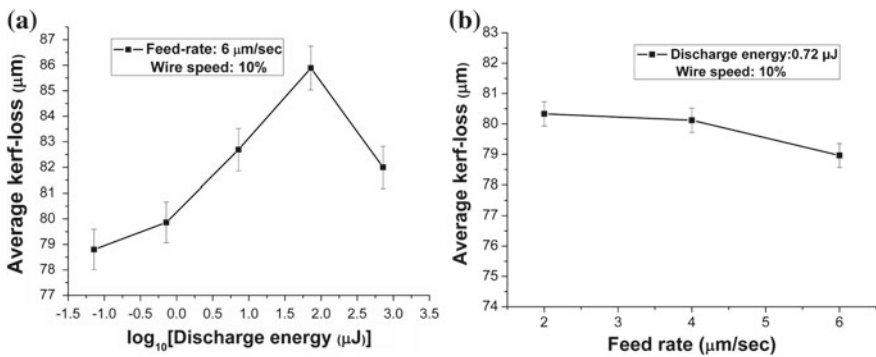 (a)
Feed-rate: 6 μm/sec
Wire speed: 10%
Average kerf-loss (μm)
87
86
85
84
83
82
81
80
79
78
77
-1.5 -1.0 -0.5 0.0 0.5 1.0 1.5 2.0 2.5 3.0 3.5
log₁₀[Discharge energy (μJ)]
(b)
Discharge energy:0.72 μJ
Wire speed: 10%
Average kerf-loss (μm)
83
82
81
80
79
78
77
76
75
74
2 3 4 5 6
Feed rate (μm/sec)